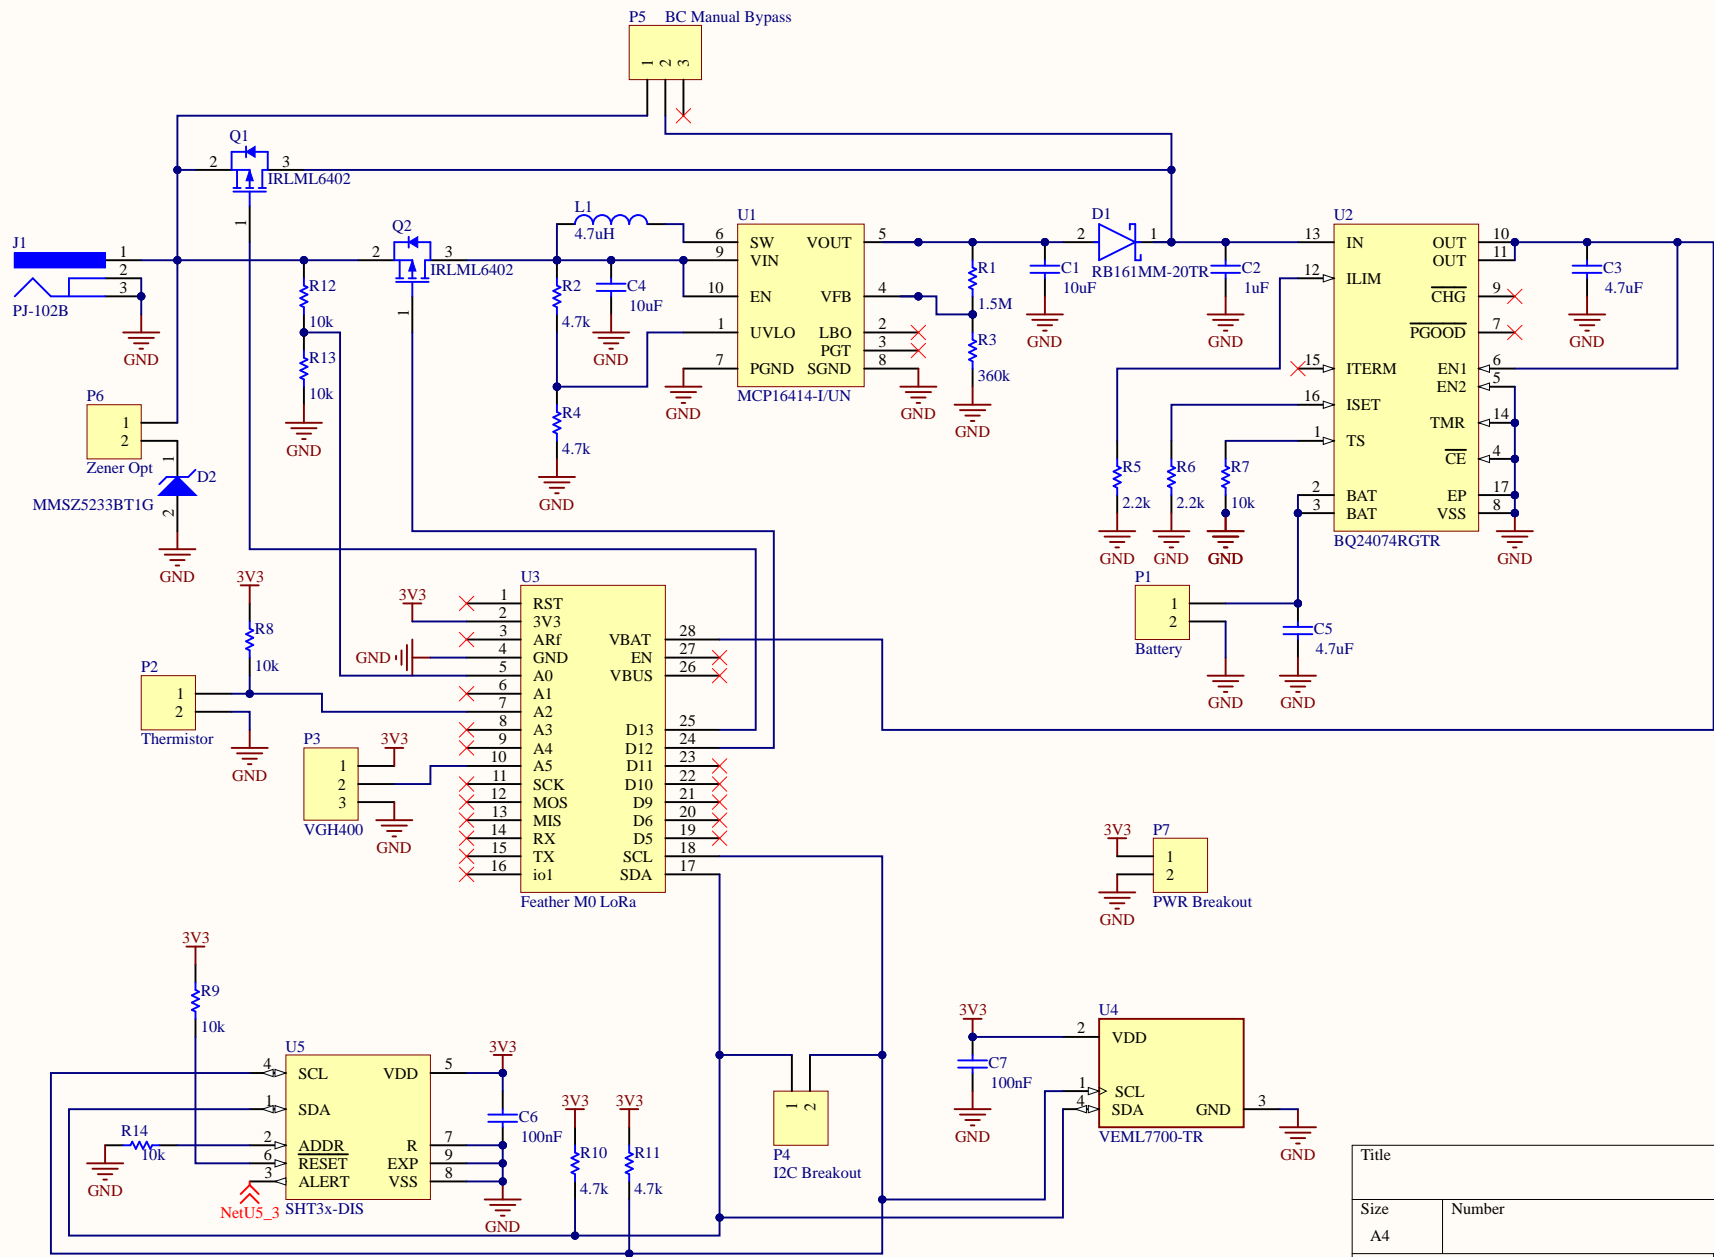 P5 BC Manual Bypass
1 2 3
Q1
2 3
IRLML6402
1
Q2
2 3
IRLML6402
1
J1
1
2
3
PJ-102B
GND
P6
1
2
Zener Opt
1
D2
MMSZ5233BT1G
2
GND
R12
10k
R13
10k
GND
L1
4.7uH
R2
4.7k
C4
10uF
GND
R4
4.7k
GND
U1
6 SW VOUT 5
9 VIN
10 EN VFB 4
1 UVLO LBO 2
PGT 3
7 PGND SGND 8
MCP16414-I/UN
GND
GND
R1
1.5M
R3
360k
GND
C1
10uF
GND
D1
2 1
RB161MM-20TR
C2
1uF
GND
U2
13 IN OUT 10
OUT 11
12 ILIM
CHG 9
PGOOD 7
15 ITERM EN1 6
EN2 5
16 ISET
TMR 14
1 TS
CE 4
2 BAT EP 17
3 BAT VSS 8
BQ24074RGTR
GND
C3
4.7uF
GND
R5
2.2k
GND
R6
2.2k
GND
R7
10k
GND
P1
1
2
Battery
GND
C5
4.7uF
GND
3V3
R8
10k
P2
1
2
Thermistor
GND
P3
1
2
3
VGH400
3V3
GND
3V3
GND
U3
1 RST
2 3V3
3 ARf VBAT 28
4 GND EN 27
5 A0 VBUS 26
6 A1
7 A2
8 A3 D13 25
9 A4 D12 24
10 A5 D11 23
11 SCK D10 22
12 MOS D9 21
13 MIS D6 20
14 RX D5 19
15 TX SCL 18
16 io1 SDA 17
Feather M0 LoRa
3V3
P7
1
2
PWR Breakout
GND
3V3
R9
10k
U5
4 SCL VDD 5
1 SDA
2 ADDR R 7
6 RESET EXP 9
3 ALERT VSS 8
SHT3x-DIS
R14
10k
GND
NetU5_3
3V3
C6
100nF
GND
3V3
R10
4.7k
3V3
R11
4.7k
1 2
P4
I2C Breakout
3V3
C7
100nF
GND
U4
2 VDD
1 SCL
4 SDA GND 3
VEML7700-TR
GND
Title
Size Number
A4